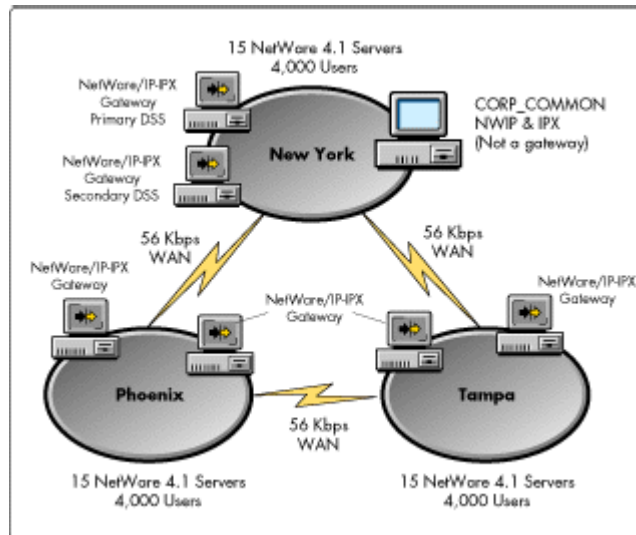 15 NetWare 4.1 Servers
4,000 Users
NetWare/IP-IPX
Gateway
Primary DSS
CORP_COMMON
NWIP & IPX
(Not a gateway)
New York
NetWare/IP-IPX
Gateway
Secondary DSS
56 Kbps
WAN
56 Kbps
WAN
NetWare/IP-IPX
Gateway
NetWare/IP-IPX
Gateway
NetWare/IP-IPX
Gateway
Phoenix
Tampa
56 Kbps
WAN
15 NetWare 4.1 Servers
4,000 Users
15 NetWare 4.1 Servers
4,000 Users